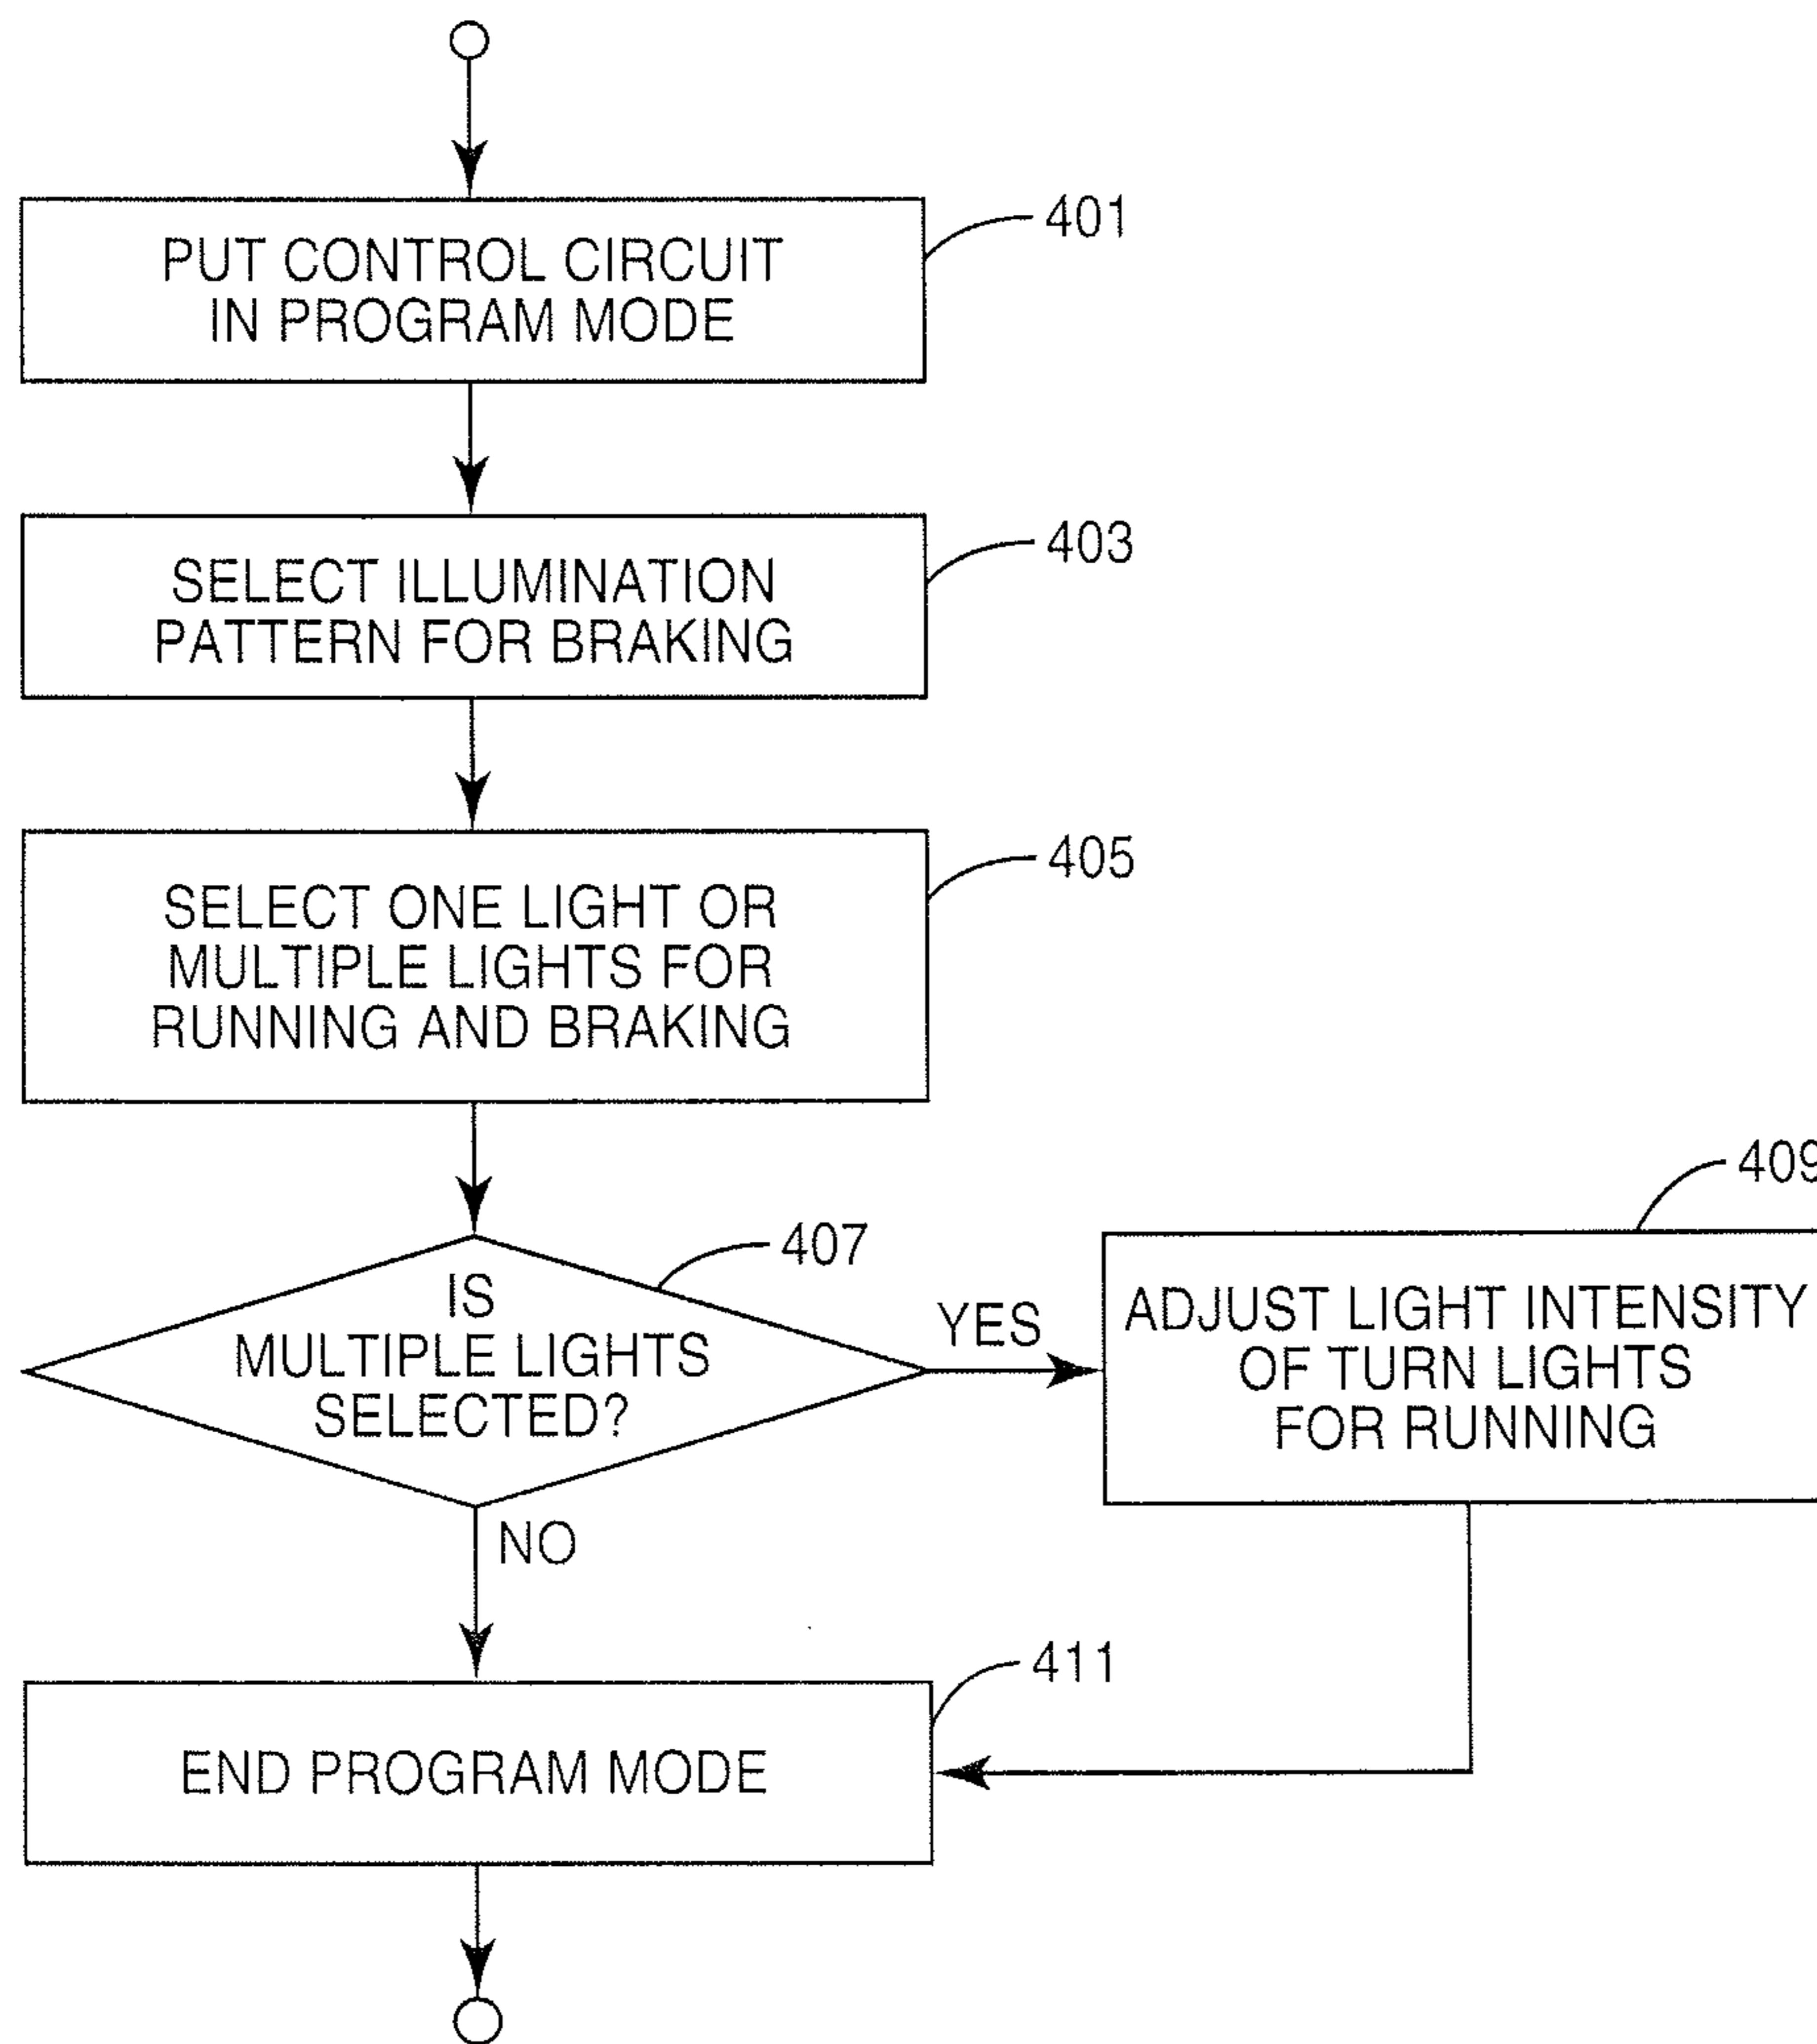 PUT CONTROL CIRCUIT
IN PROGRAM MODE
401
SELECT ILLUMINATION
PATTERN FOR BRAKING
403
SELECT ONE LIGHT OR
MULTIPLE LIGHTS FOR
RUNNING AND BRAKING
405
IS
MULTIPLE LIGHTS
SELECTED?
407
YES
NO
ADJUST LIGHT INTENSITY
OF TURN LIGHTS
FOR RUNNING
409
END PROGRAM MODE
411